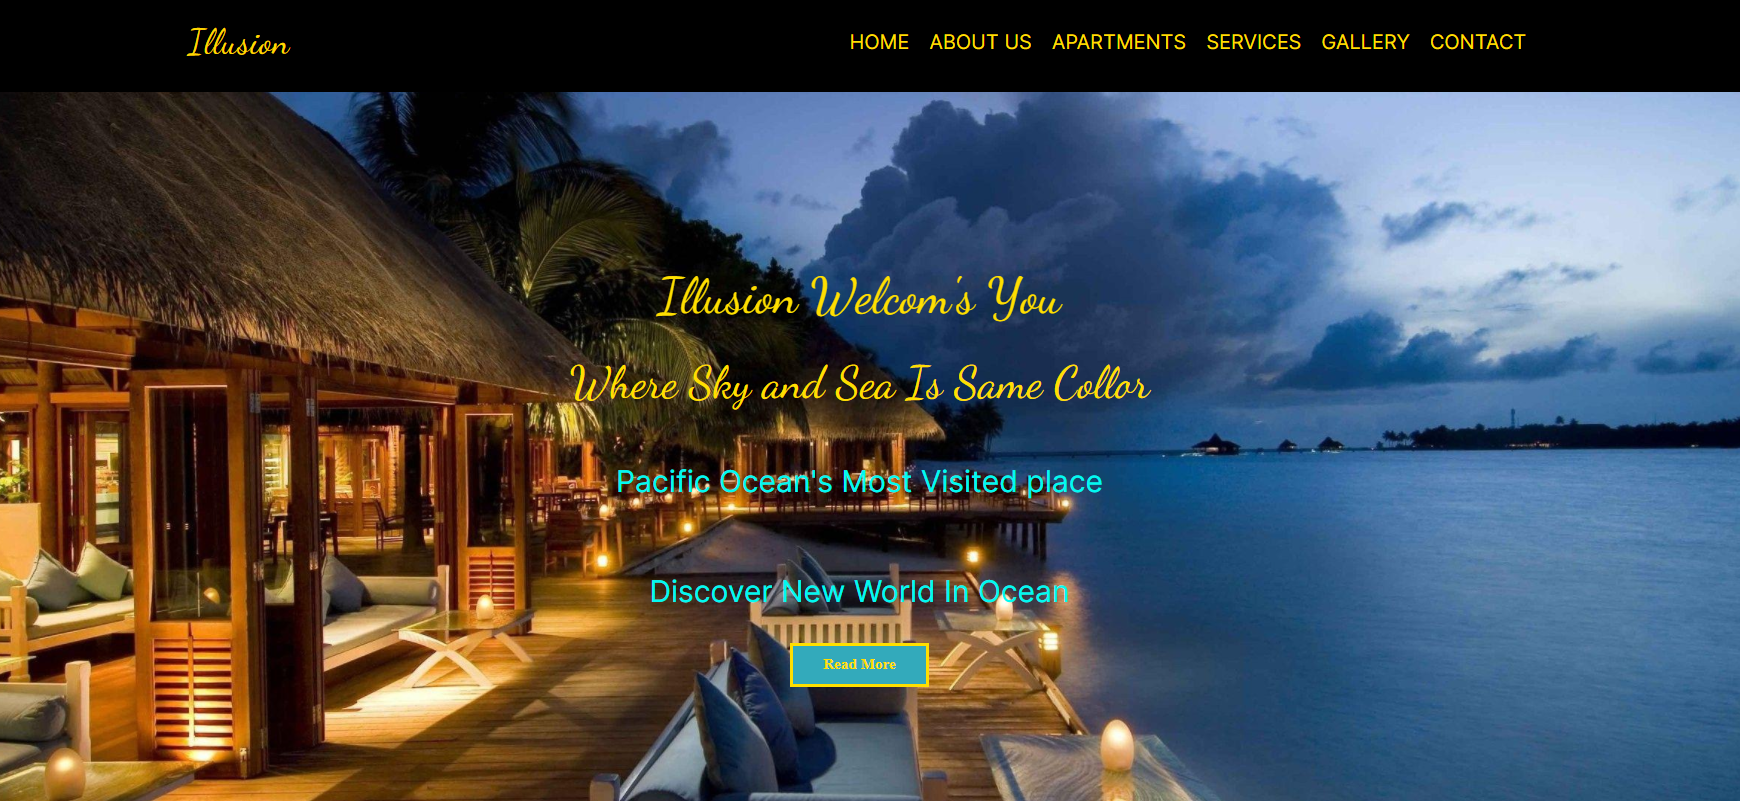 Illusion
HOME ABOUT US APARTMENTS SERVICES GALLERY CONTACT
Illusion Welcom's You
Where Sky and Sea Is Same Collor
Pacific Ocean's Most Visited place
Discover New World In Ocean
Read More